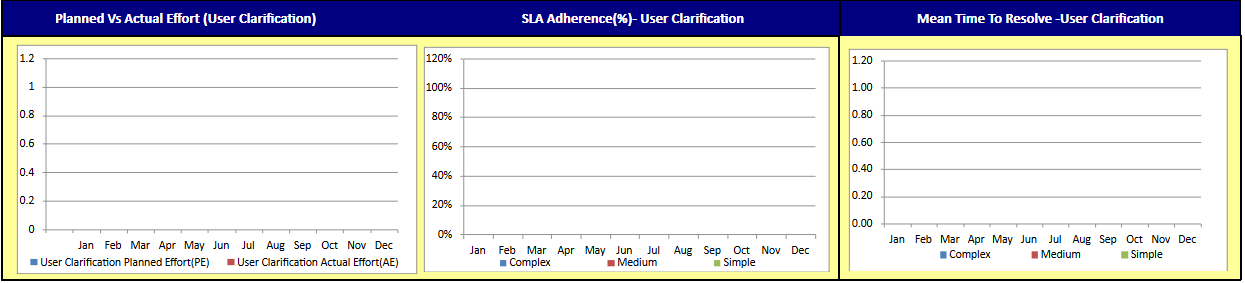 Planned Vs Actual Effort (User Clarification)
SLA Adherence(%)- User Clarification
Mean Time To Resolve -User Clarification
1.2
1
0.8
0.6
0.4
0.2
0
Jan Feb Mar Apr May Jun Jul Aug Sep Oct Nov Dec
User Clarification Planned Effort(PE) User Clarification Actual Effort(AE)
120%
100%
80%
60%
40%
20%
0%
Jan Feb Mar Apr May Jun Jul Aug Sep Oct Nov Dec
Complex Medium Simple
1.20
1.00
0.80
0.60
0.40
0.20
0.00
Jan Feb Mar Apr May Jun Jul Aug Sep Oct Nov Dec
Complex Medium Simple